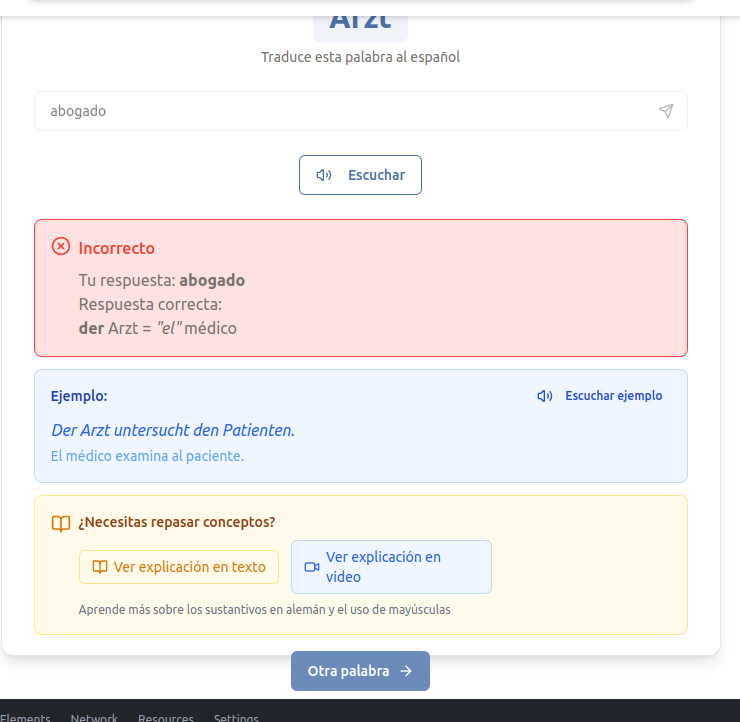 Arzt
Traduce esta palabra al español
abogado
Escuchar
Incorrecto
Tu respuesta: abogado
Respuesta correcta:
der Arzt = "el" médico
Ejemplo:
Escuchar ejemplo
Der Arzt untersucht den Patienten.
El médico examina al paciente.
¿Necesitas repasar conceptos?
Ver explicación en texto
Ver explicación en
video
Aprende más sobre los sustantivos en alemán y el uso de mayúsculas
Otra palabra
Elements Network Resources Settings